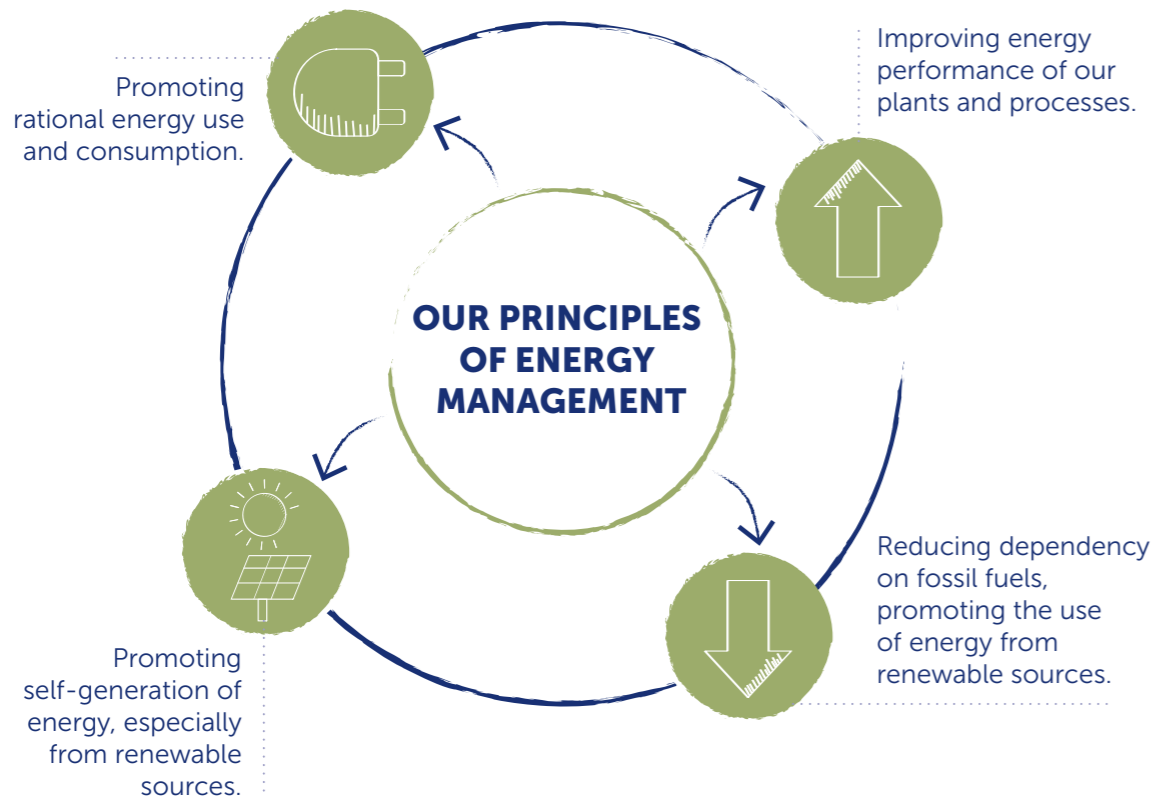 Promoting
rational energy use
and consumption.
Improving energy
performance of our
plants and processes.
OUR PRINCIPLES
OF ENERGY
MANAGEMENT
Promoting
self-generation of
energy, especially
from renewable
sources.
Reducing dependency
on fossil fuels,
promoting the use
of energy from
renewable sources.